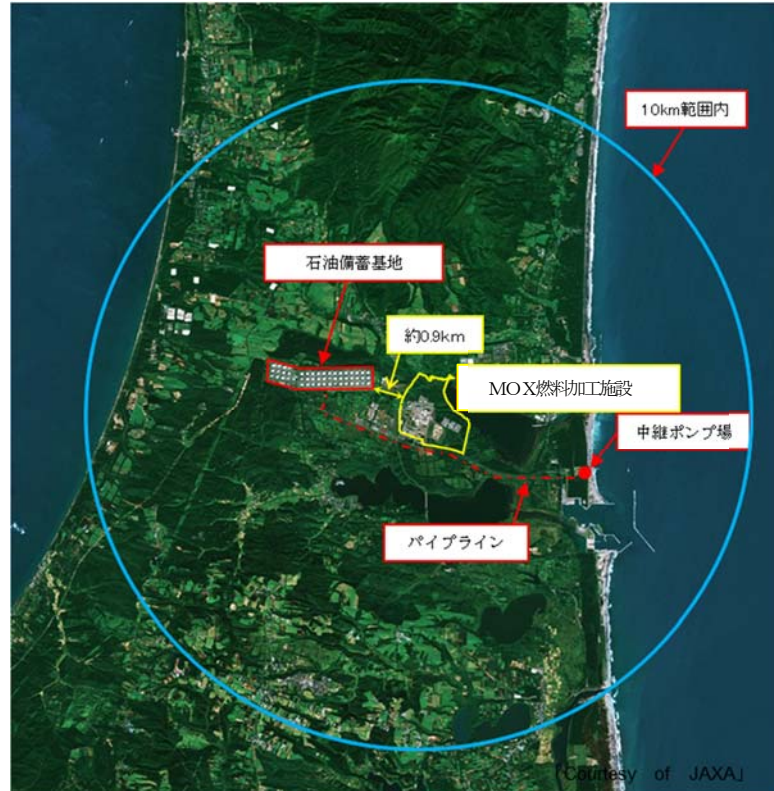 10km範囲内
石油備蓄基地
約0.9km
MOX燃料加工施設
中継ポンプ場
パイプライン
「Courtesy of JAXA」